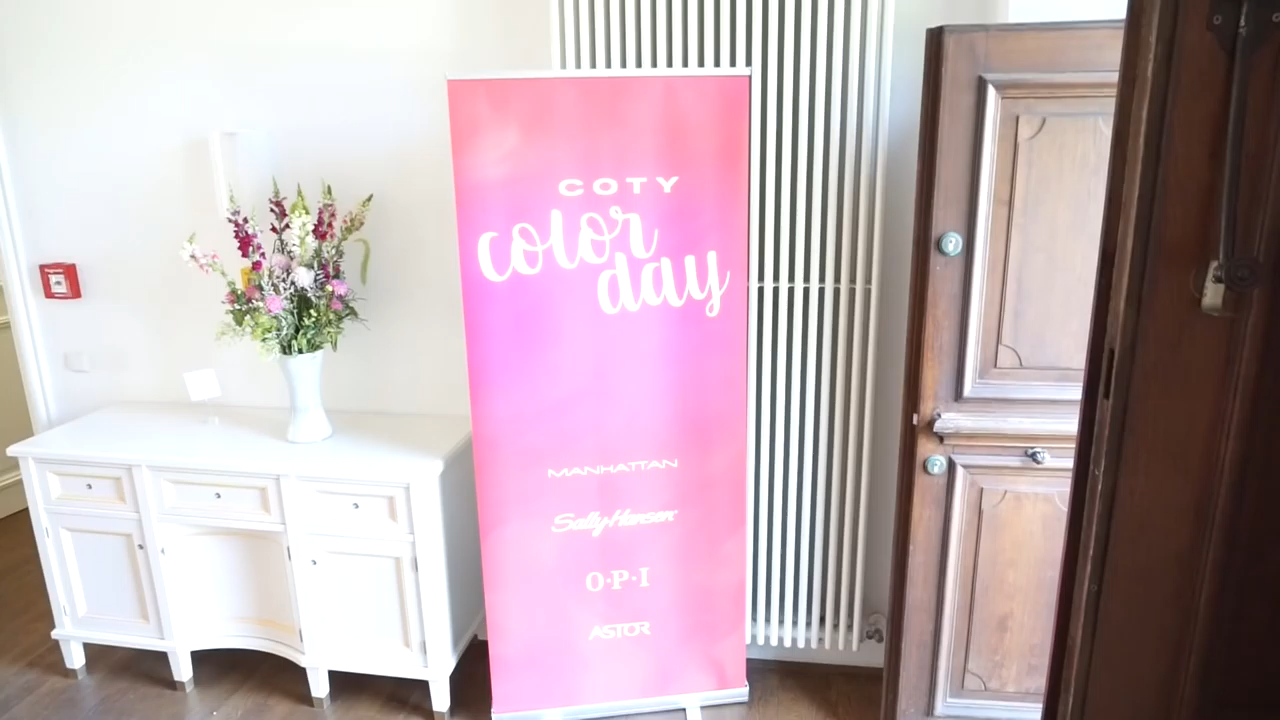 COTY
color
day
MANHATTAN
Sally Hansen
O·P·I
ASTOR